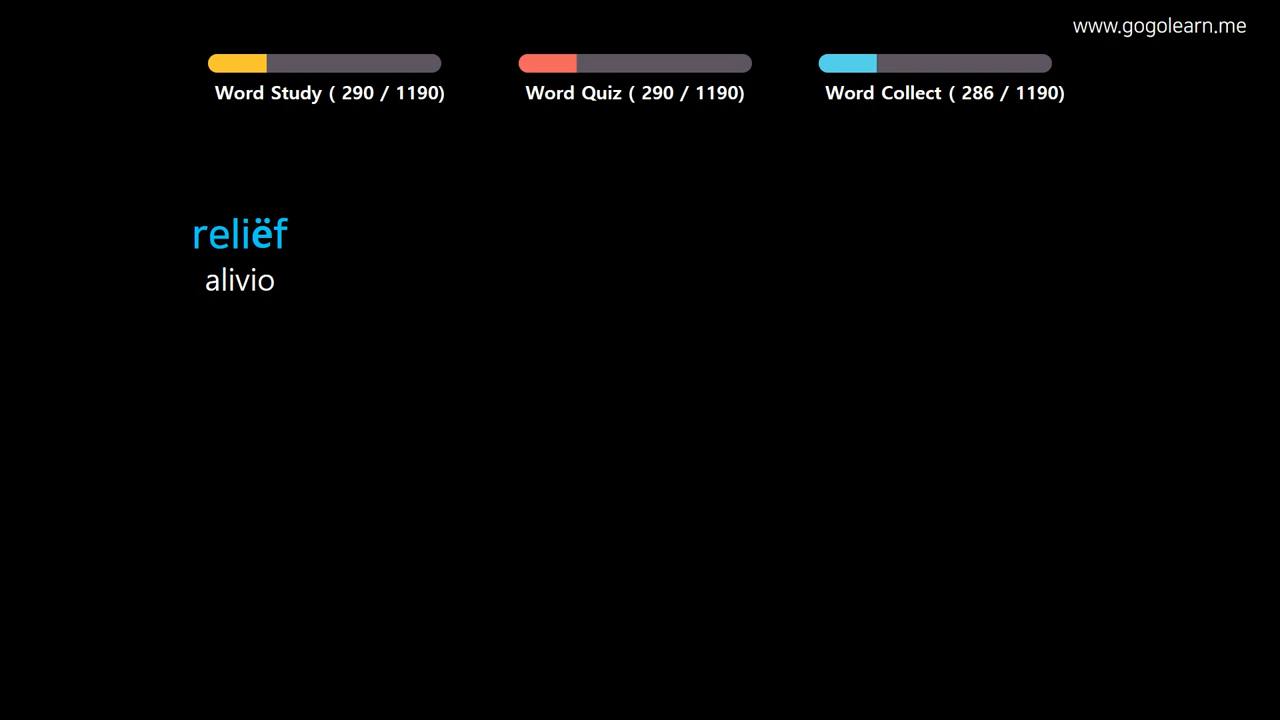 www.gogolearn.me
Word Study ( 290 / 1190)
Word Quiz ( 290 / 1190)
Word Collect ( 286 / 1190)
reliëf
alivio